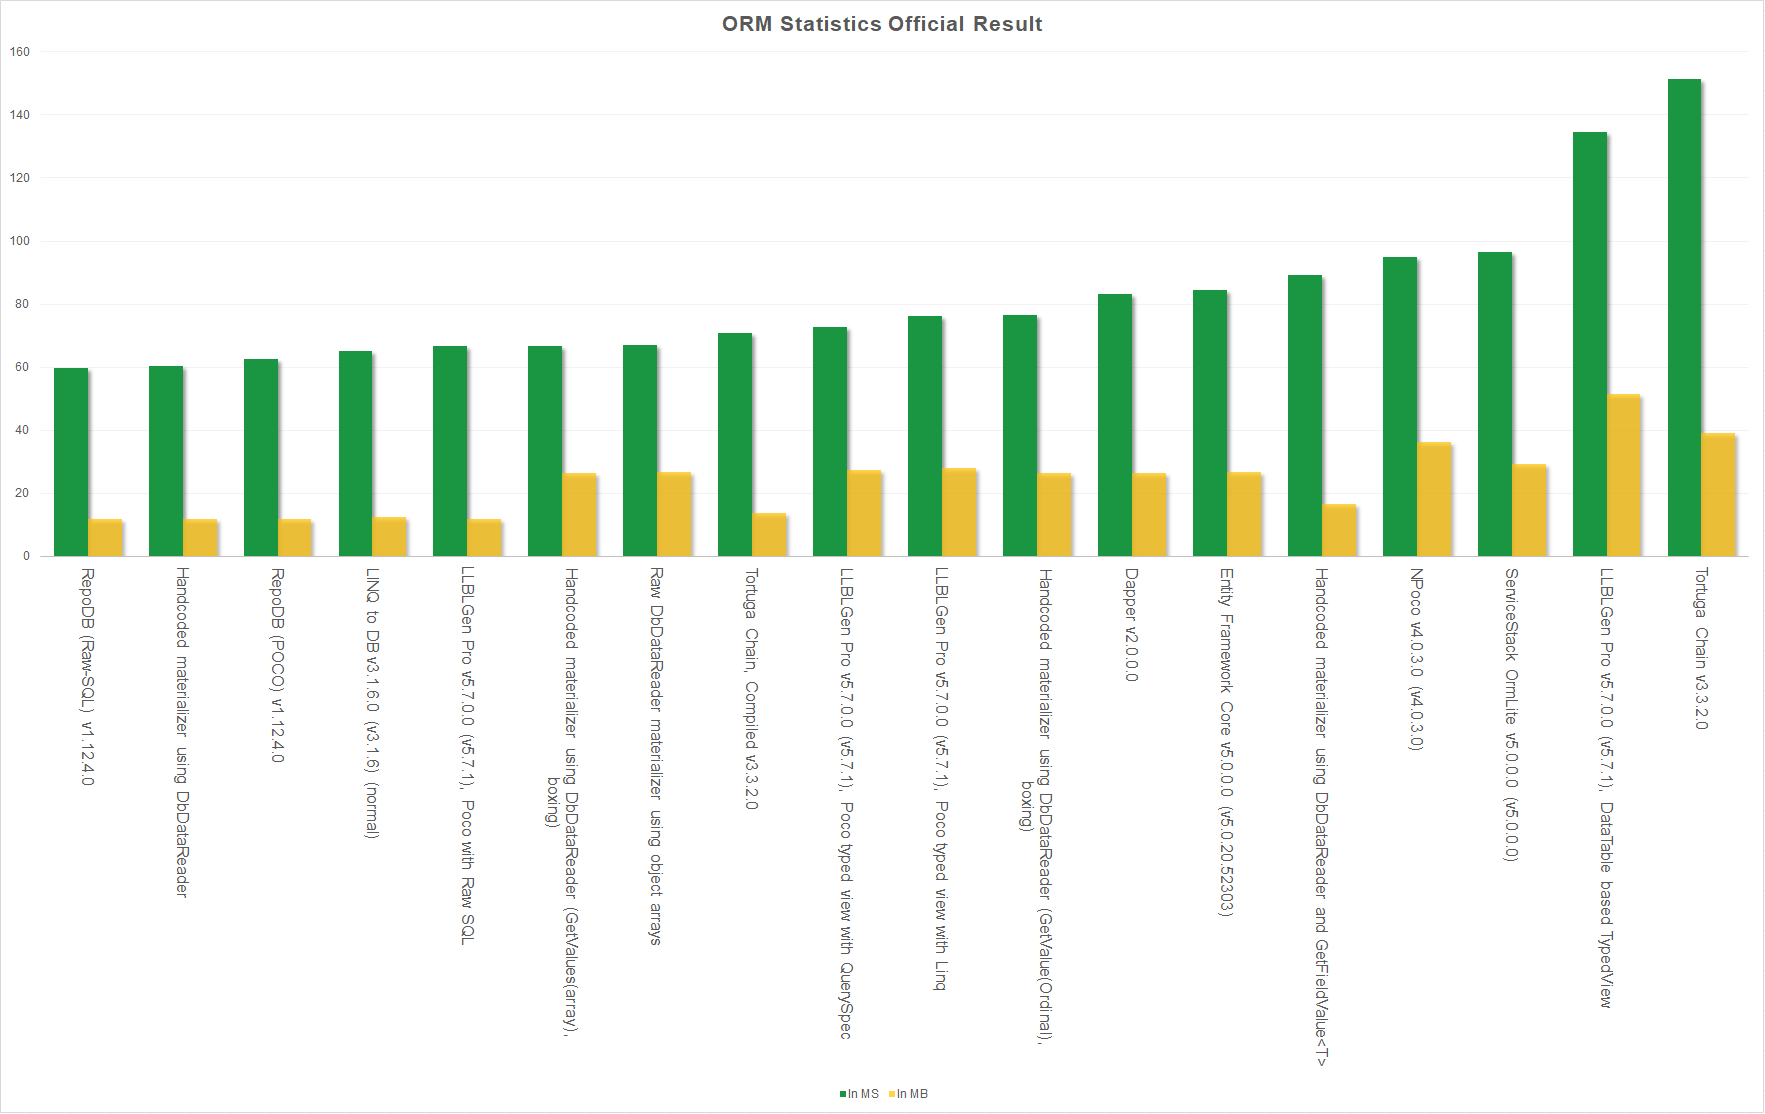 ORM Statistics Official Result
160
140
120
100
80
60
40
20
0
RepoDB (Raw-SQL) v1.12.4.0
Handcoded materializer using DbDataReader
RepoDB (POCO) v1.12.4.0
LINQ to DB v3.1.6.0 (v3.1.6) (normal)
LLBLGen Pro v5.7.0.0 (v5.7.1), Poco with Raw SQL
Handcoded materializer using DbDataReader (GetValues(array),
boxing)
Raw DbDataReader materializer using object arrays
Tortuga Chain, Compiled v3.3.2.0
LLBLGen Pro v5.7.0.0 (v5.7.1), Poco typed view with QuerySpec
LLBLGen Pro v5.7.0.0 (v5.7.1), Poco typed view with Linq
Handcoded materializer using DbDataReader (GetValue(Ordinal),
boxing)
Dapper v2.0.0.0
Entity Framework Core v5.0.0.0 (v5.0.20.52303)
Handcoded materializer using DbDataReader and GetFieldValue<T>
NPoco v4.0.3.0 (v4.0.3.0)
ServiceStack OrmLite v5.0.0.0 (v5.0.0.0)
LLBLGen Pro v5.7.0.0 (v5.7.1), DataTable based TypedView
Tortuga Chain v3.3.2.0
In MS In MB